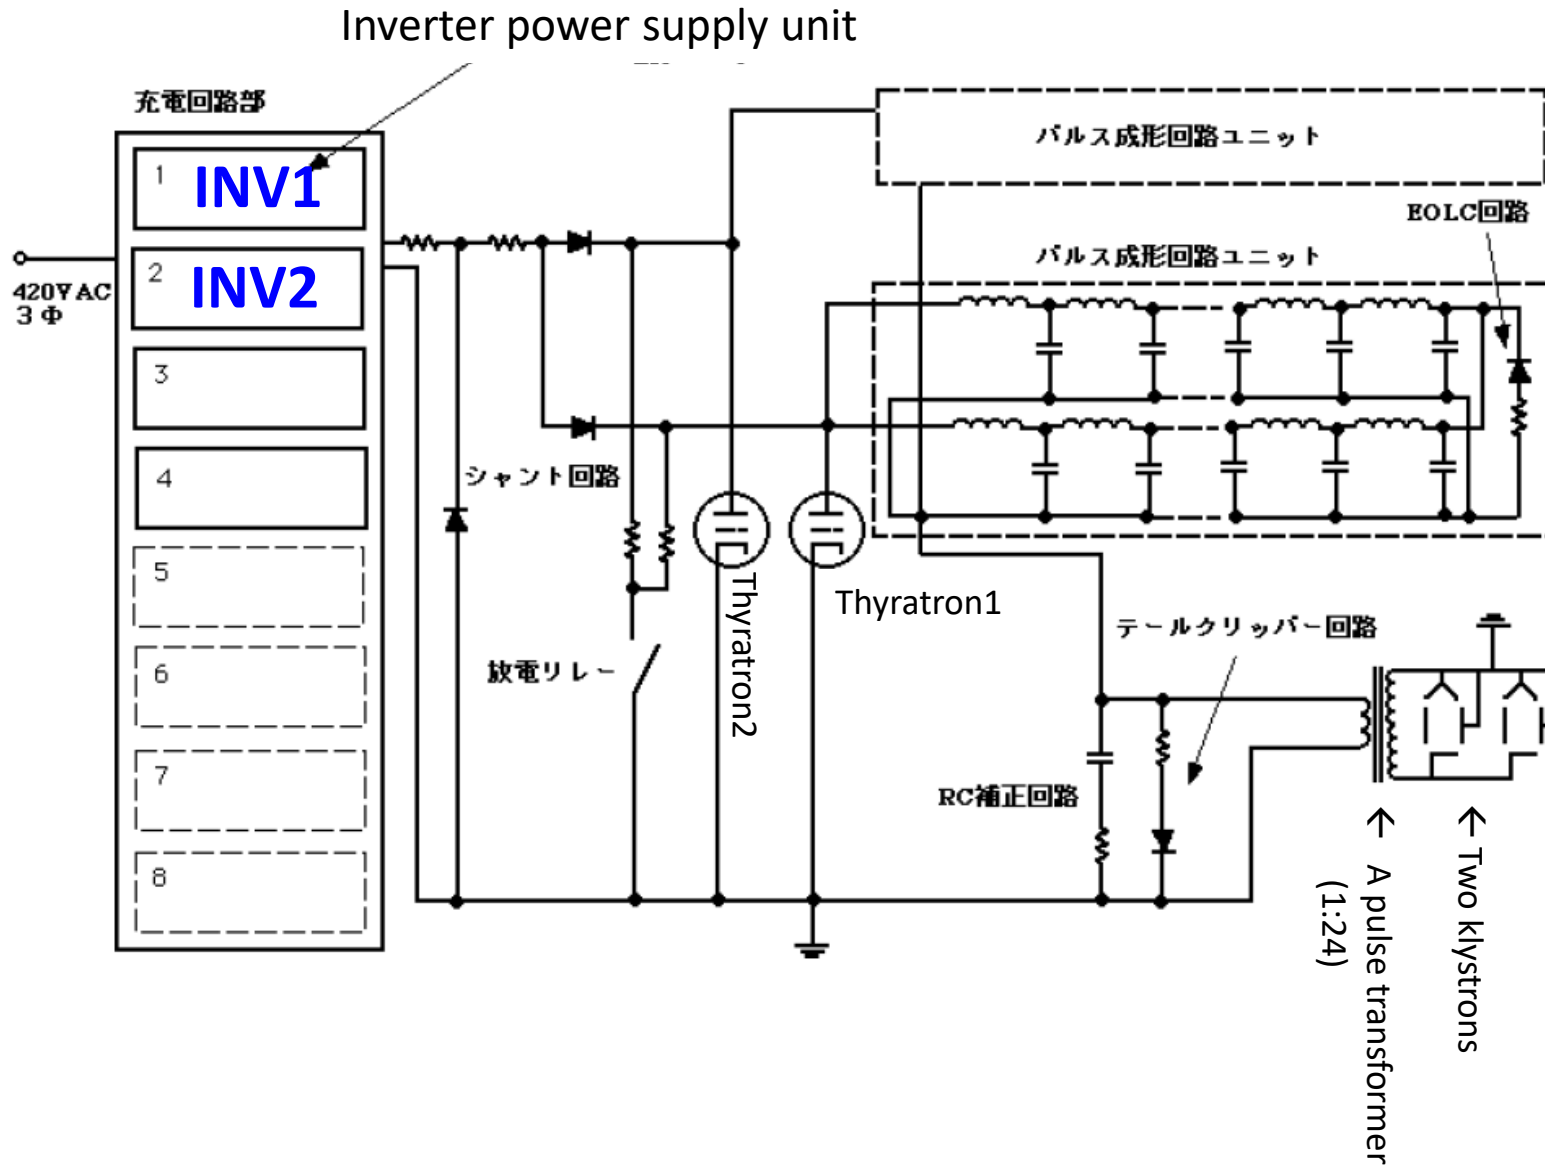 Inverter power supply unit
充電回路部
1 INV1
2 INV2
3
4
5
6
7
8
420VAC
3Φ
パルス成形回路ユニット
EOLC回路
パルス成形回路ユニット
シャント回路
Thyratron2
Thyratron1
放電リレー
テールクリッパー回路
RC補正回路
← A pulse transformer
(1:24)
← Two klystrons